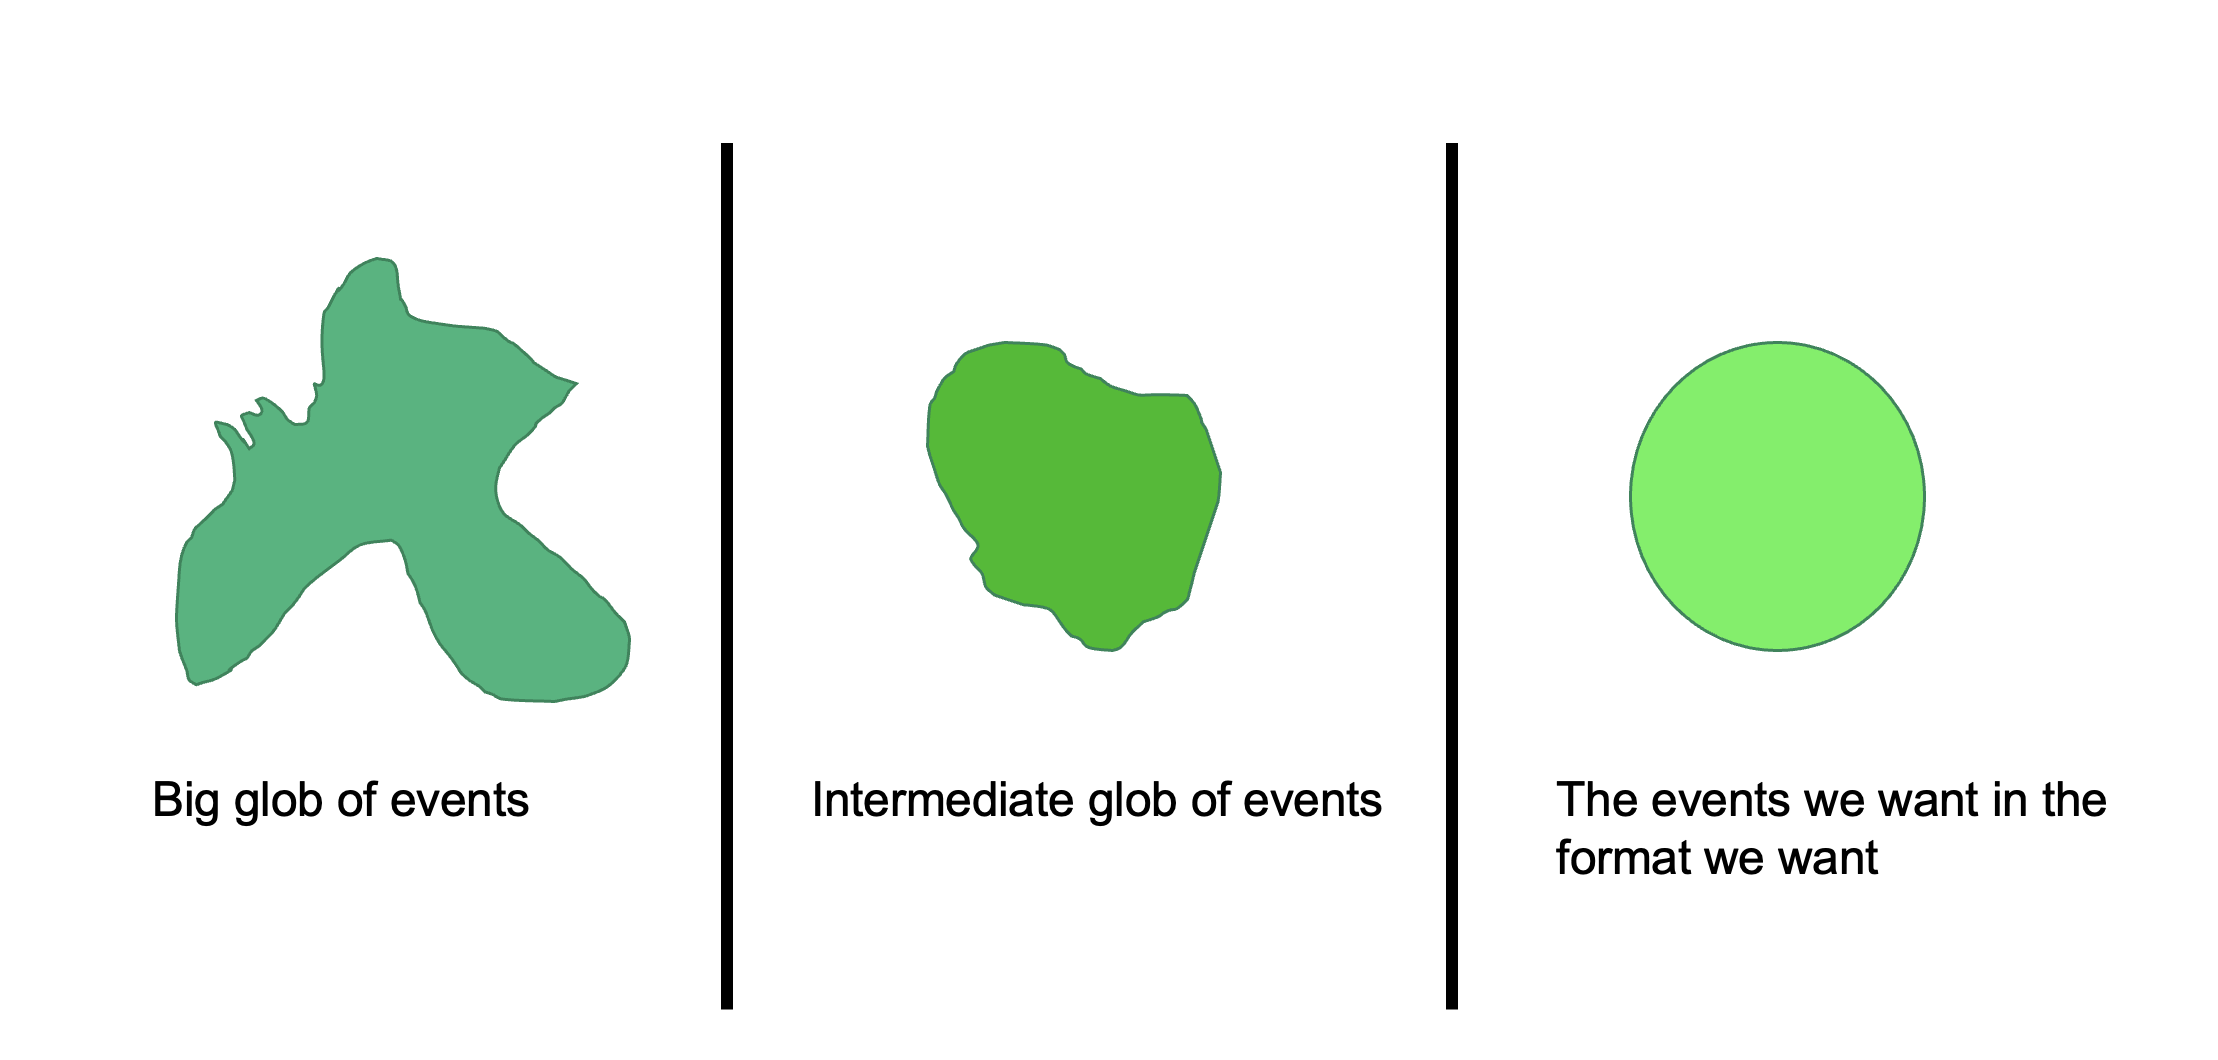 Big glob of events
Intermediate glob of events
The events we want in the
format we want